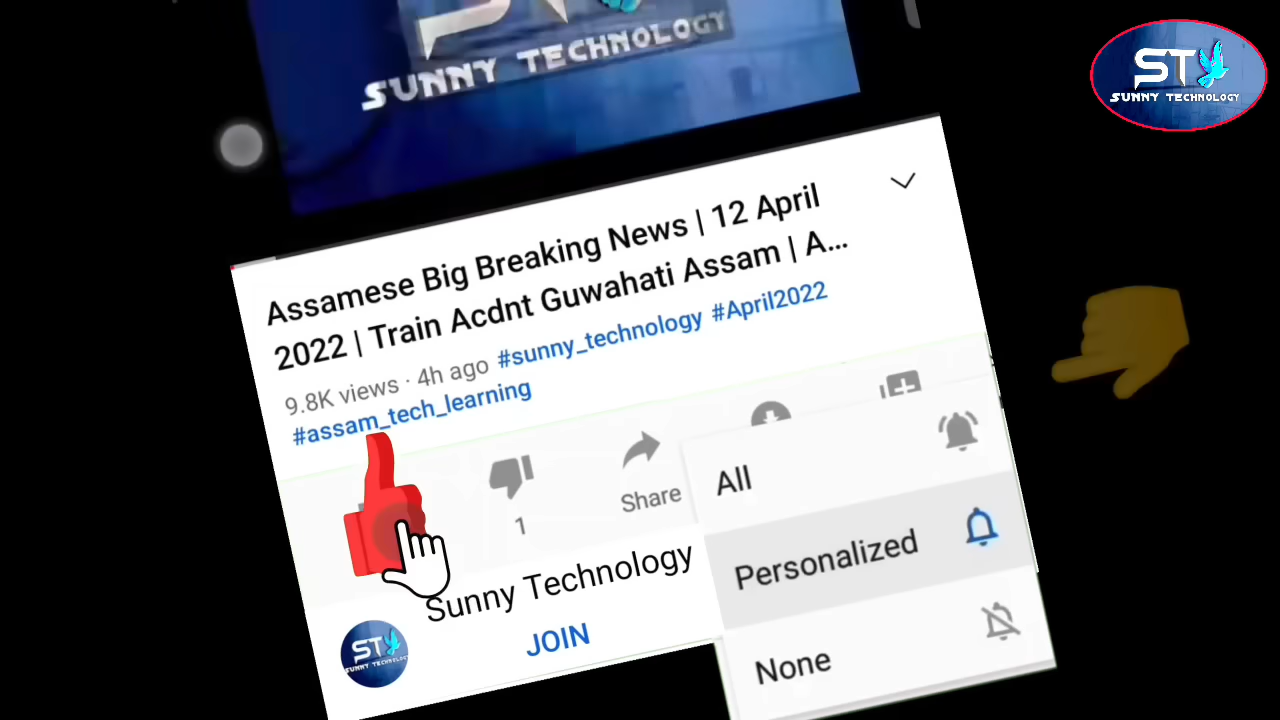 ST
SUNNY TECHNOLOGY
ST
SUNNY TECHNOLOGY
Assamese Big Breaking News | 12 April
2022 | Train Acdnt Guwahati Assam | A...
9.8K views · 4h ago #sunny_technology #April2022
#assam_tech_learning
1
Share
All
Personalized
None
Sunny Technology
JOIN
ST
SUNNY TECHNOLOGY